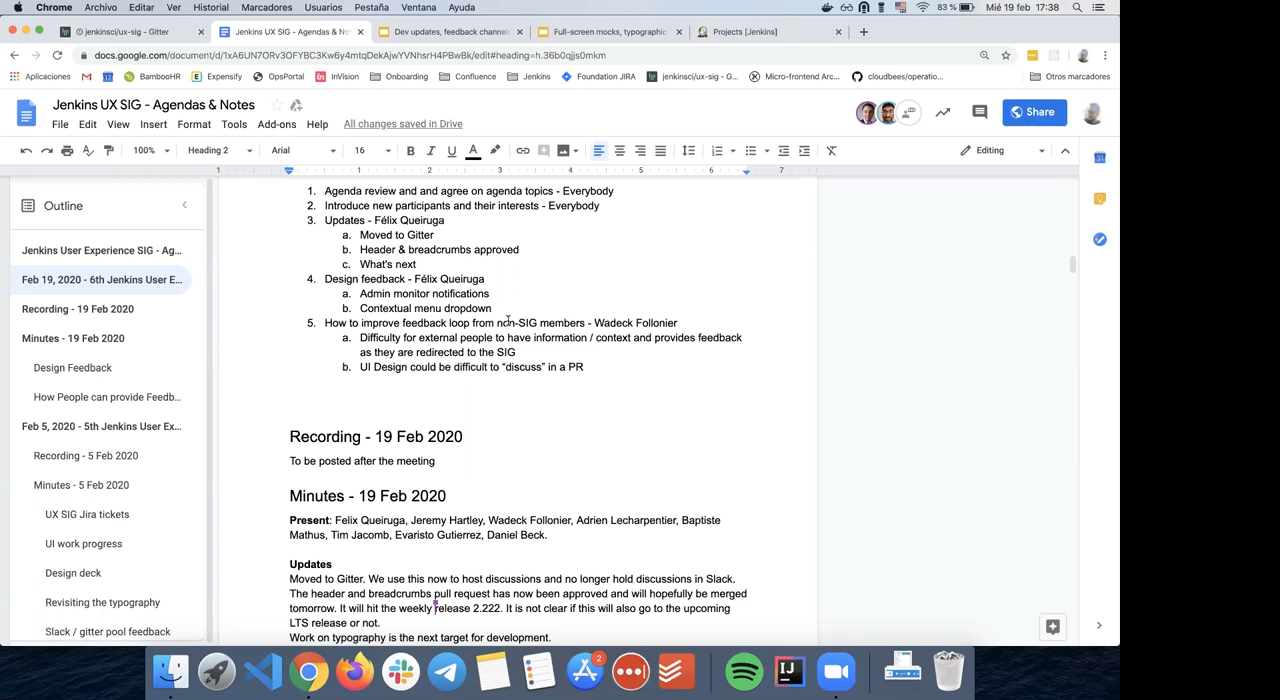 Chrome Archivo Editar Ver Historial Marcadores Usuarios Pestaña Ventana Ayuda 83 % Mié 19 feb 17:38
jenkinsci/ux-sig - Gitter
Jenkins UX SIG - Agendas & No
Dev updates, feedback channel
Full-screen mocks, typographic
Projects [Jenkins]
docs.google.com/document/d/1xA6UN7ORv3OFYBC3Kw6y4mtqDekAjwYVNhsrH4PBwBk/edit#heading=h.36b0qjjs0mkm
Aplicaciones BambooHR Expensify OpsPortal InVision Onboarding Confluence Jenkins Foundation JIRA jenkinsci/ux-sig - G... Micro-frontend Arc... cloudbees/operatio... Otros marcadores
Jenkins UX SIG - Agendas & Notes
Share
File Edit View Insert Format Tools Add-ons Help All changes saved in Drive
100% Heading 2 Arial 16 B I U A Editing
1 1 2 3 4 5 6 7
Outline
Jenkins User Experience SIG - Ag...
Feb 19, 2020 - 6th Jenkins User E...
Recording - 19 Feb 2020
Minutes - 19 Feb 2020
Design Feedback
How People can provide Feedb...
Feb 5, 2020 - 5th Jenkins User Ex...
Recording - 5 Feb 2020
Minutes - 5 Feb 2020
UX SIG Jira tickets
UI work progress
Design deck
Revisiting the typography
Slack / gitter pool feedback
1. Agenda review and and agree on agenda topics - Everybody
2. Introduce new participants and their interests - Everybody
3. Updates - Félix Queiruga
a. Moved to Gitter
b. Header & breadcrumbs approved
c. What's next
4. Design feedback - Félix Queiruga
a. Admin monitor notifications
b. Contextual menu dropdown
5. How to improve feedback loop from non-SIG members - Wadeck Follonier
a. Difficulty for external people to have information / context and provides feedback
as they are redirected to the SIG
b. UI Design could be difficult to “discuss” in a PR
Recording - 19 Feb 2020
To be posted after the meeting
Minutes - 19 Feb 2020
Present: Felix Queiruga, Jeremy Hartley, Wadeck Follonier, Adrien Lecharpentier, Baptiste
Mathus, Tim Jacomb, Evaristo Gutierrez, Daniel Beck.
Updates
Moved to Gitter. We use this now to host discussions and no longer hold discussions in Slack.
The header and breadcrumbs pull request has now been approved and will hopefully be merged
tomorrow. It will hit the weekly release 2.222. It is not clear if this will also go to the upcoming
LTS release or not.
Work on typography is the next target for development.
31
2
IJ